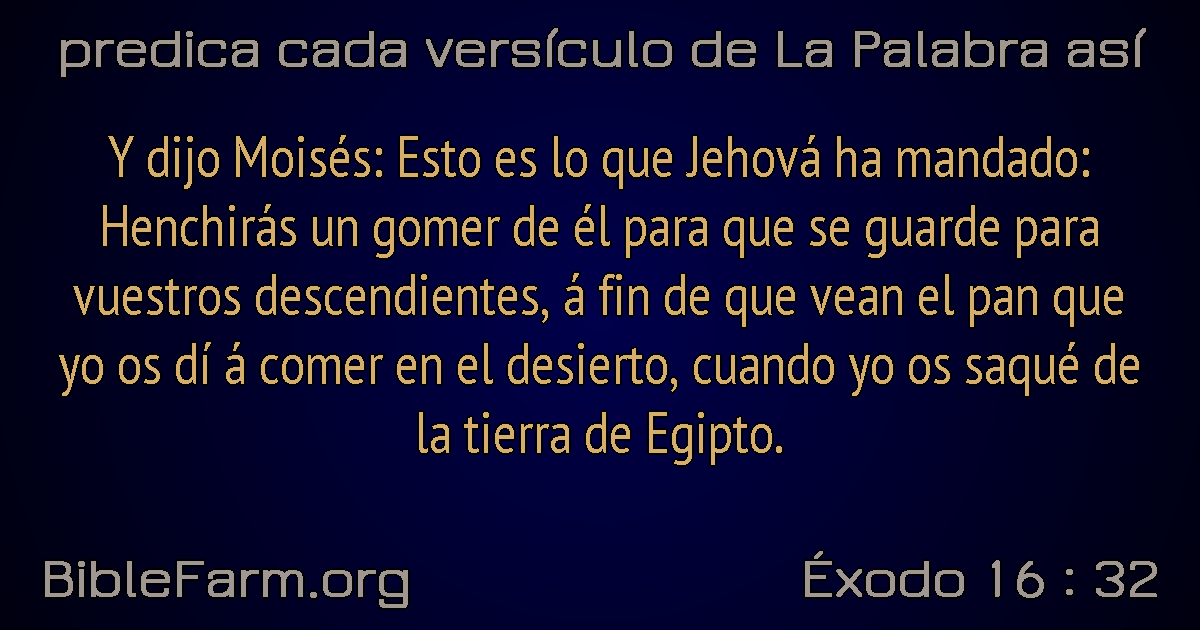 predica cada versículo de La Palabra así
Y dijo Moisés: Esto es lo que Jehová ha mandado:
Henchirás un gomer de él para que se guarde para
vuestros descendientes, á fin de que vean el pan que
yo os dí á comer en el desierto, cuando yo os saqué de
la tierra de Egipto.
BibleFarm.org
Éxodo 16 : 32